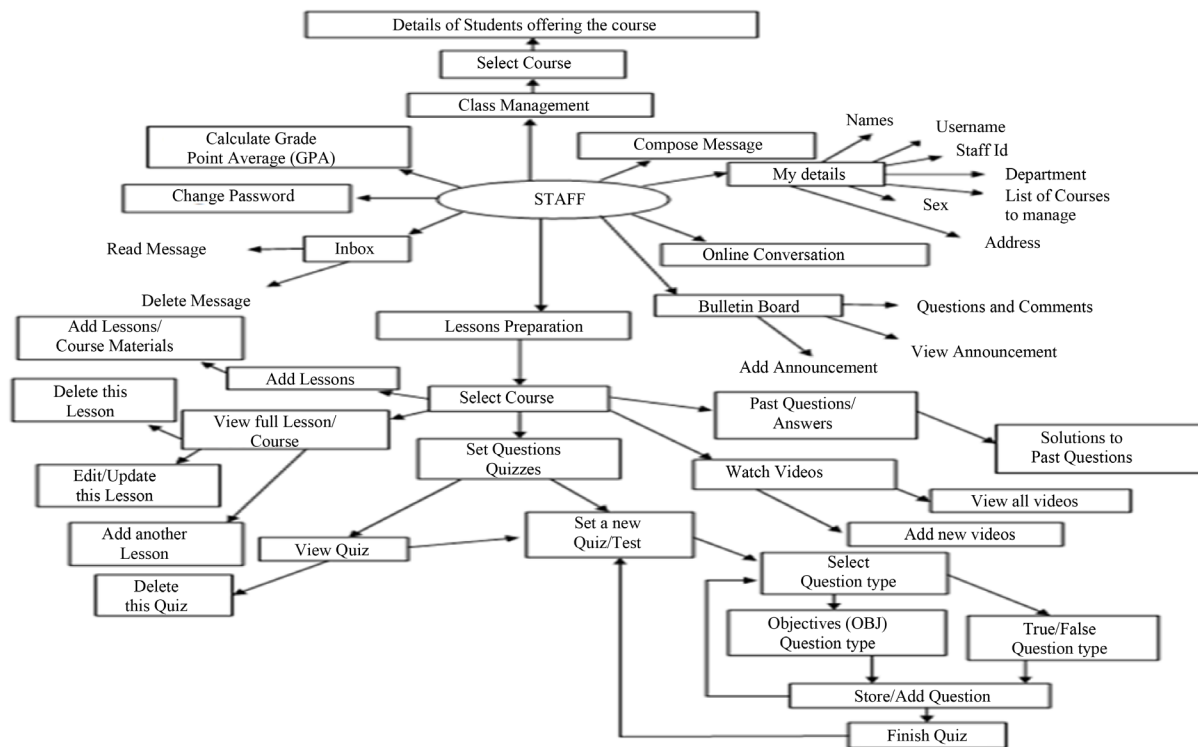 Details of Students offering the course
Select Course
Class Management
Calculate Grade
Point Average (GPA)
Compose Message
Names
Username
Staff Id
My details
Department
Change Password
STAFF
List of Courses
to manage
Sex
Address
Read Message
Inbox
Online Conversation
Delete Message
Bulletin Board
Questions and Comments
Add Lessons/
Course Materials
Lessons Preparation
View Announcement
Add Announcement
Add Lessons
Delete this
Lesson
Select Course
Past Questions/
Answers
View full Lesson/
Course
Set Questions
Quizzes
Solutions to
Past Questions
Edit/Update
this Lesson
Watch Videos
View all videos
Add another
Lesson
Set a new
Quiz/Test
Add new videos
View Quiz
Select
Question type
Delete
this Quiz
Objectives (OBJ)
Question type
True/False
Question type
Store/Add Question
Finish Quiz